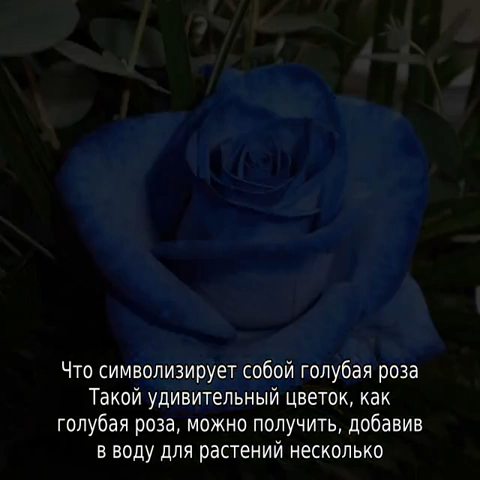 Что символизирует собой голубая роза
Такой удивительный цветок, как
голубая роза, можно получить, добавив
в воду для растений несколько